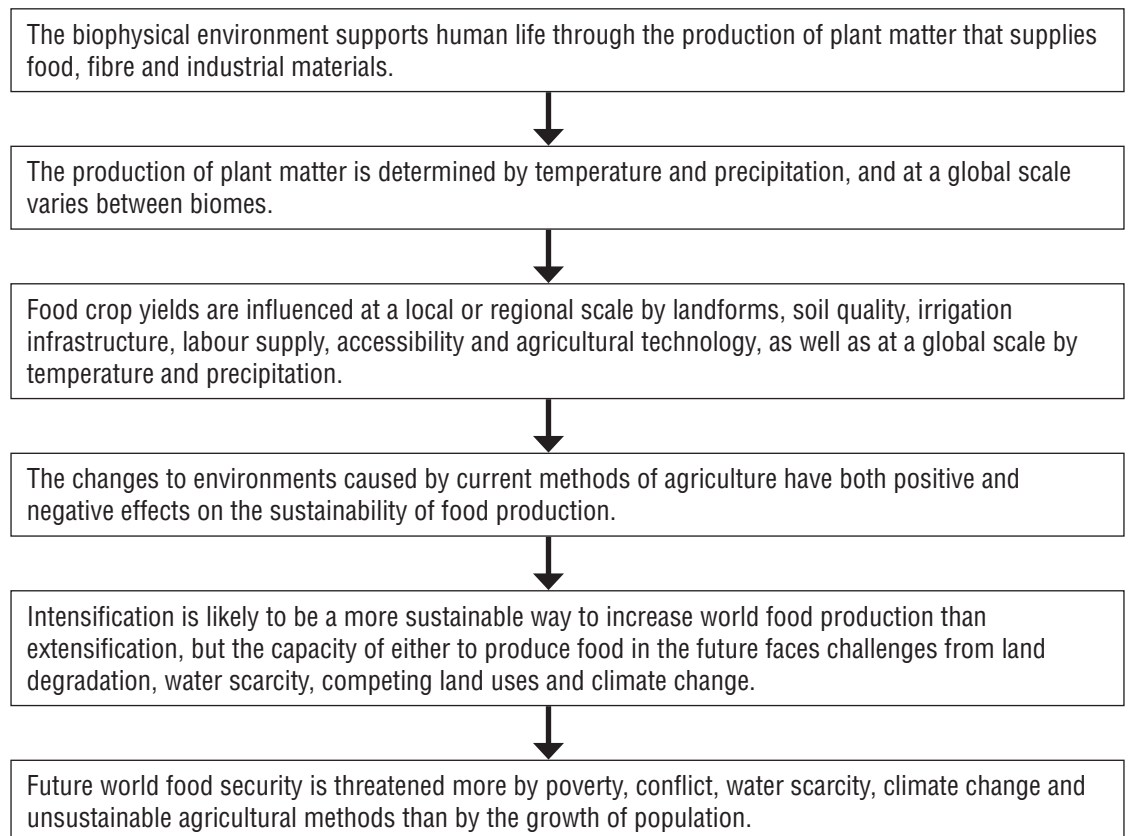 The biophysical environment supports human life through the production of plant matter that supplies
food, fibre and industrial materials.
The production of plant matter is determined by temperature and precipitation, and at a global scale
varies between biomes.
Food crop yields are influenced at a local or regional scale by landforms, soil quality, irrigation
infrastructure, labour supply, accessibility and agricultural technology, as well as at a global scale by
temperature and precipitation.
The changes to environments caused by current methods of agriculture have both positive and
negative effects on the sustainability of food production.
Intensification is likely to be a more sustainable way to increase world food production than
extensification, but the capacity of either to produce food in the future faces challenges from land
degradation, water scarcity, competing land uses and climate change.
Future world food security is threatened more by poverty, conflict, water scarcity, climate change and
unsustainable agricultural methods than by the growth of population.